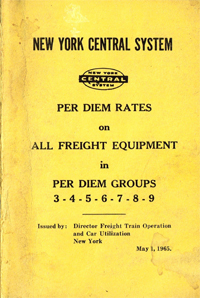 NEW YORK CENTRAL SYSTEM
NEW YORK
CENTRAL
SYSTEM
PER DIEM RATES
on
ALL FREIGHT EQUIPMENT
in
PER DIEM GROUPS
3 - 4 - 5 - 6 - 7 - 8 - 9
Issued by: Director Freight Train Operation
and Car Utilization
New York
May 1, 1965.